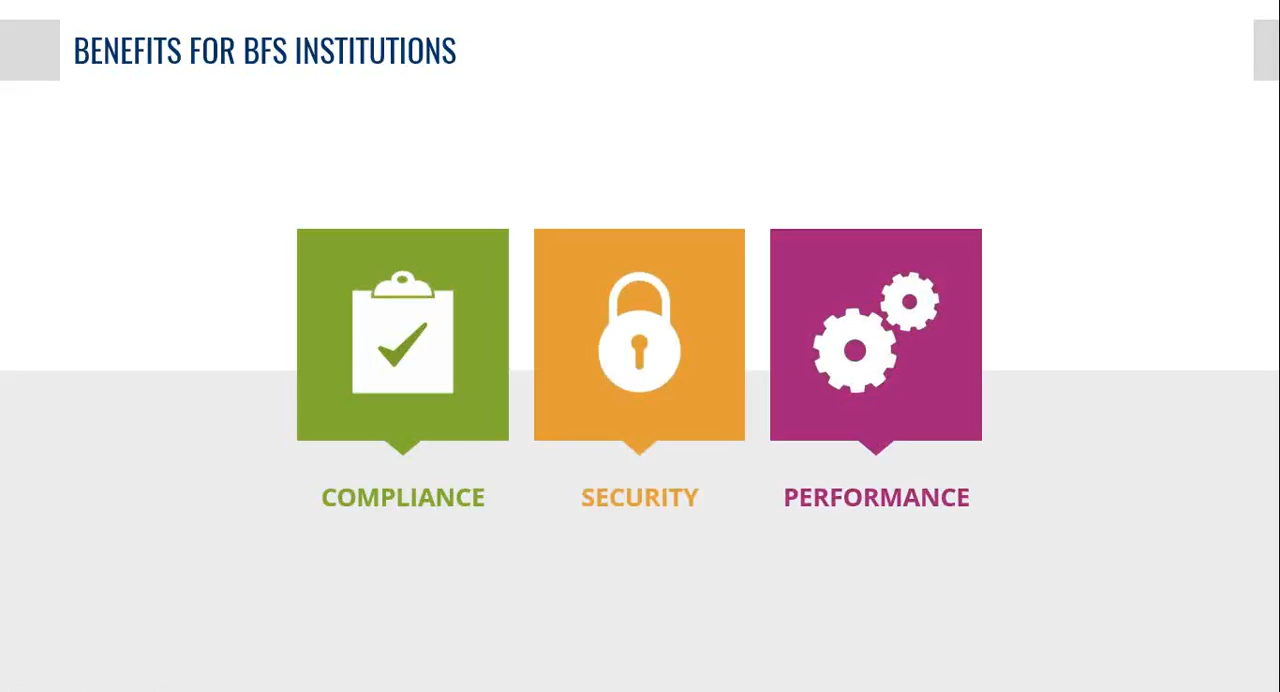 BENEFITS FOR BFS INSTITUTIONS
COMPLIANCE
SECURITY
PERFORMANCE